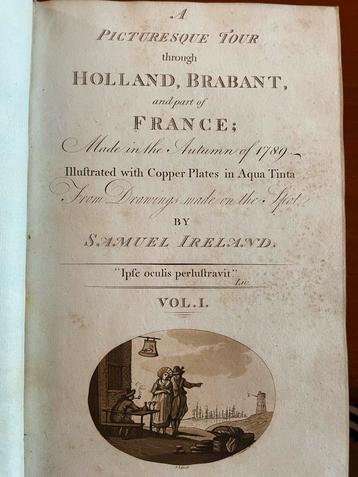 A
PICTURESQUE TOUR
through
HOLLAND, BRABANT,
and part of
FRANCE;
Made in the Autumn of 1789
Illuſtrated with Copper Plates in Aqua Tinta
From Drawings made on the Spot.
BY
SAMUEL IRELAND.
"Ipſe oculis perluſtravit"
Liv.
VOL. I.